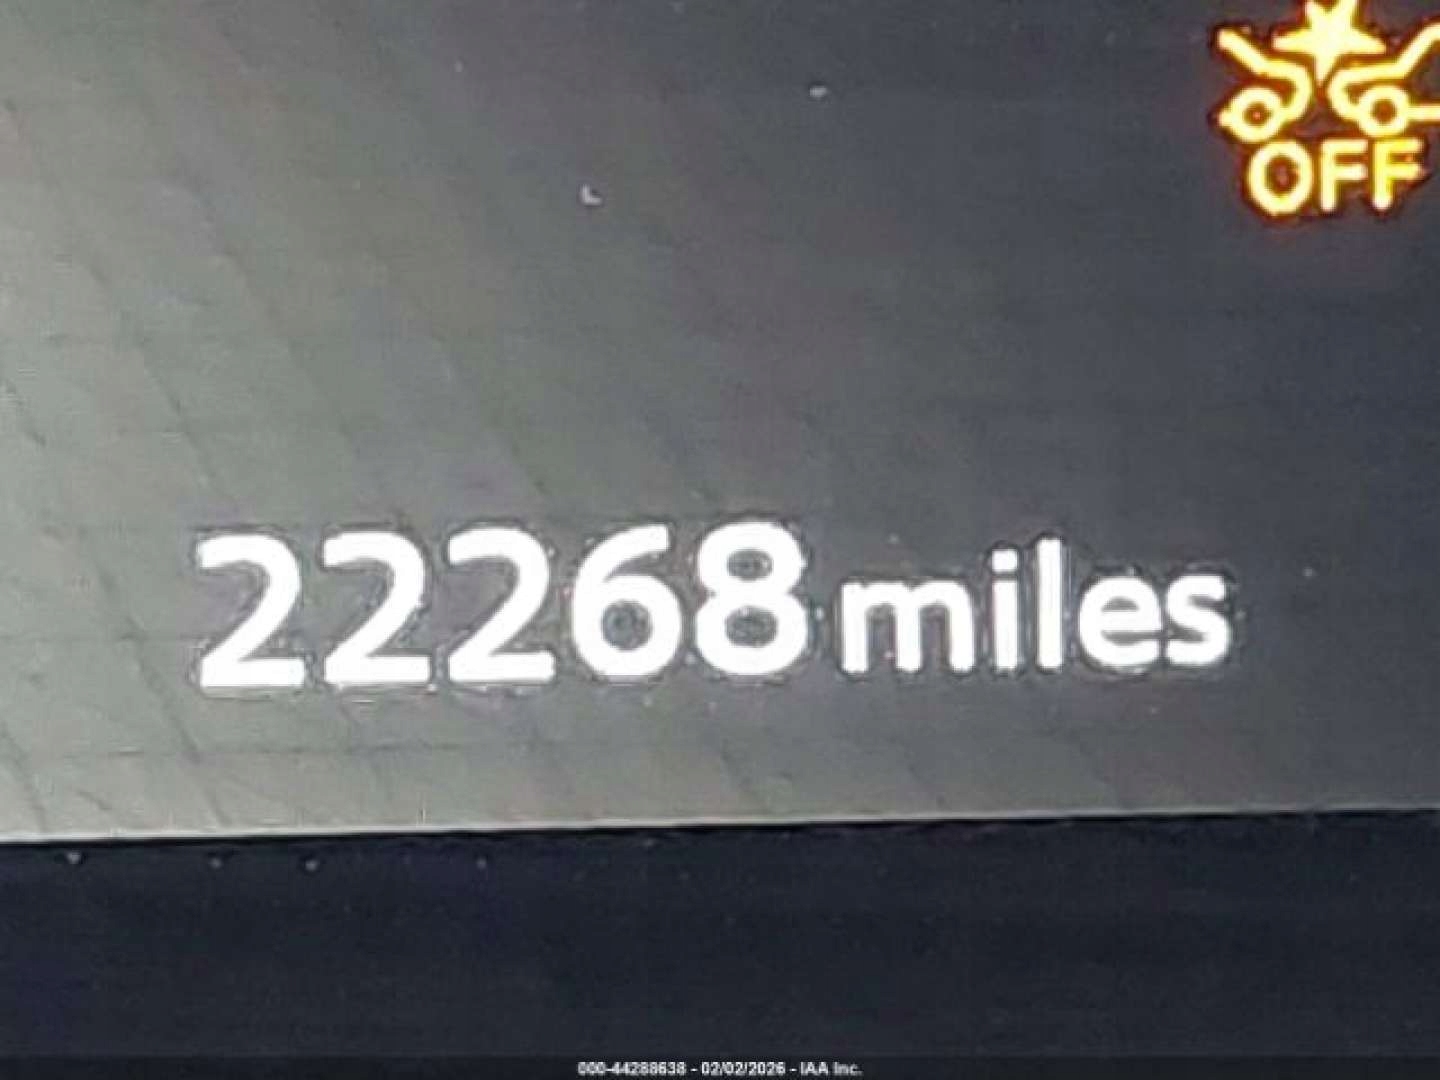 OFF
22268 miles
000-44288638 - 02/02/2026 - IAA Inc.